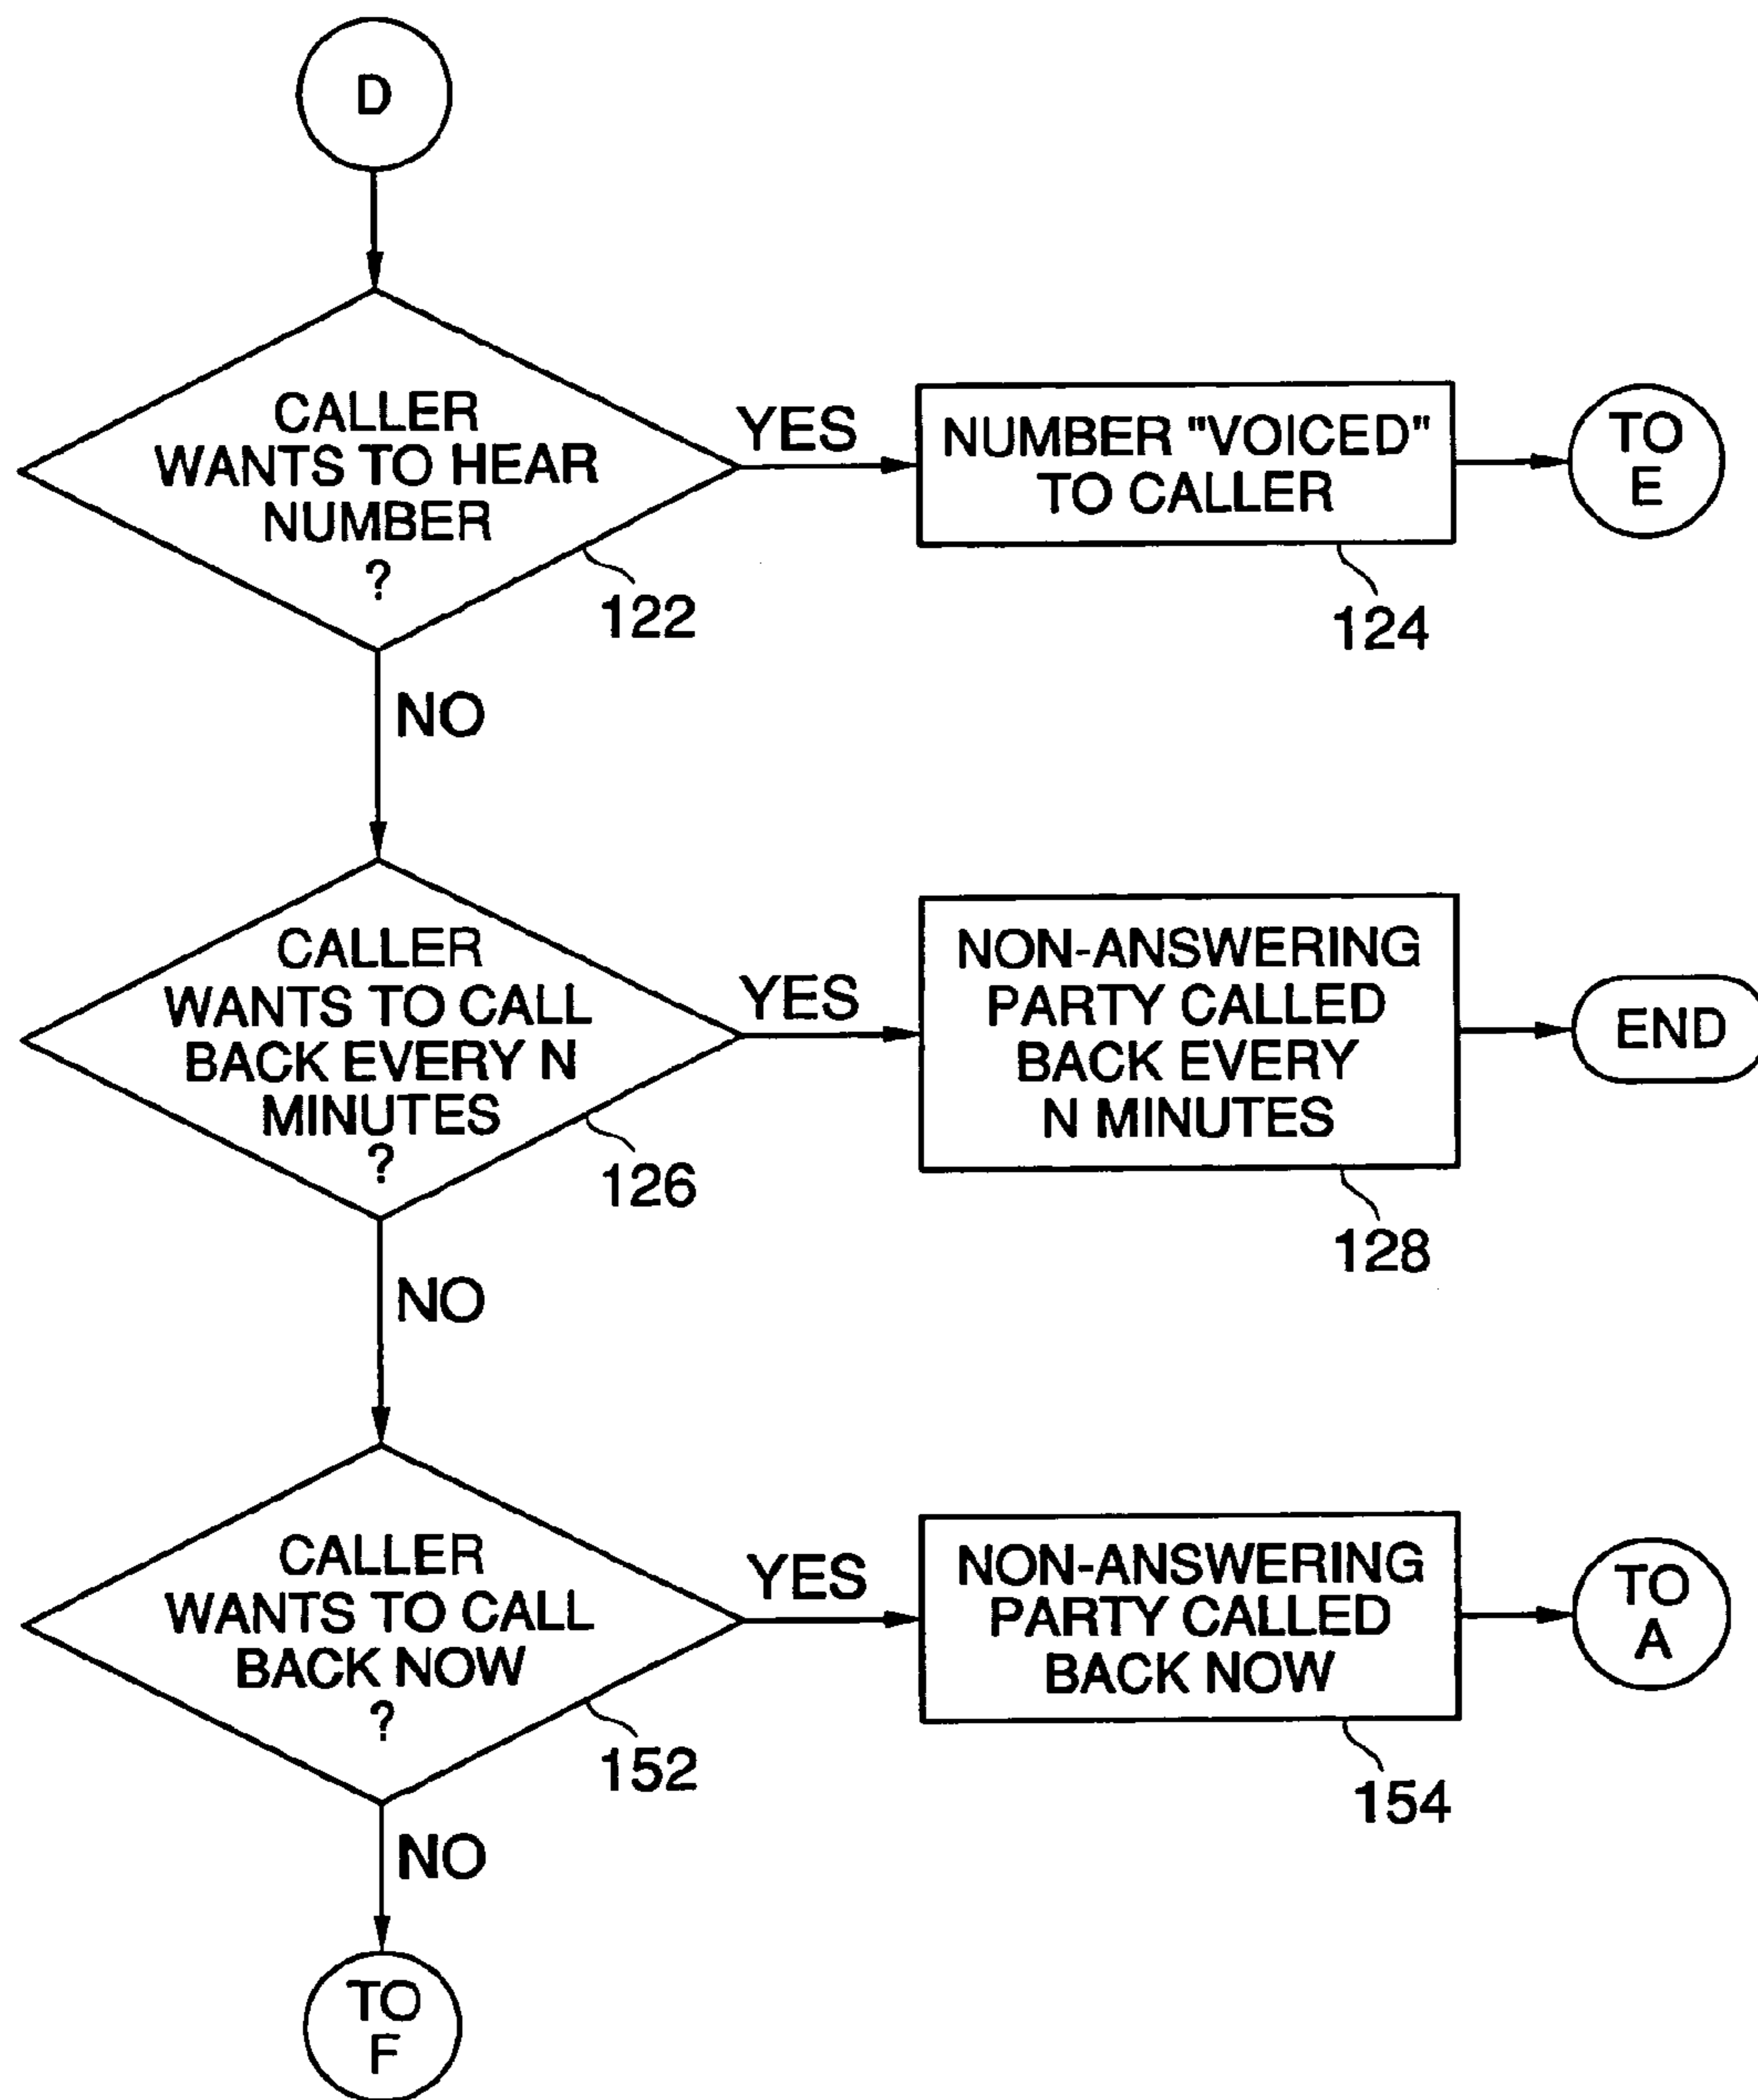 D
CALLER
WANTS TO HEAR
NUMBER
?
122
YES
NUMBER "VOICED"
TO CALLER
124
TO
E
NO
CALLER
WANTS TO CALL
BACK EVERY N
MINUTES
?
126
YES
NON-ANSWERING
PARTY CALLED
BACK EVERY
N MINUTES
128
END
NO
CALLER
WANTS TO CALL
BACK NOW
?
152
YES
NON-ANSWERING
PARTY CALLED
BACK NOW
154
TO
A
NO
TO
F